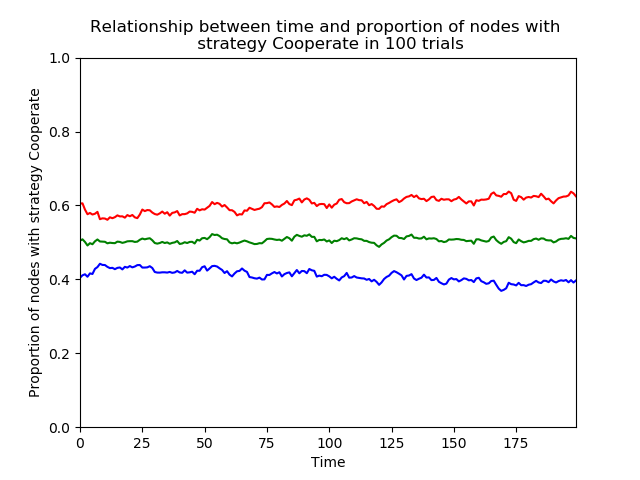 Relationship between time and proportion of nodes with
strategy Cooperate in 100 trials
1.0
0.8
0.6
0.4
0.2
0.0
Proportion of nodes with strategy Cooperate
0 25 50 75 100 125 150 175
Time